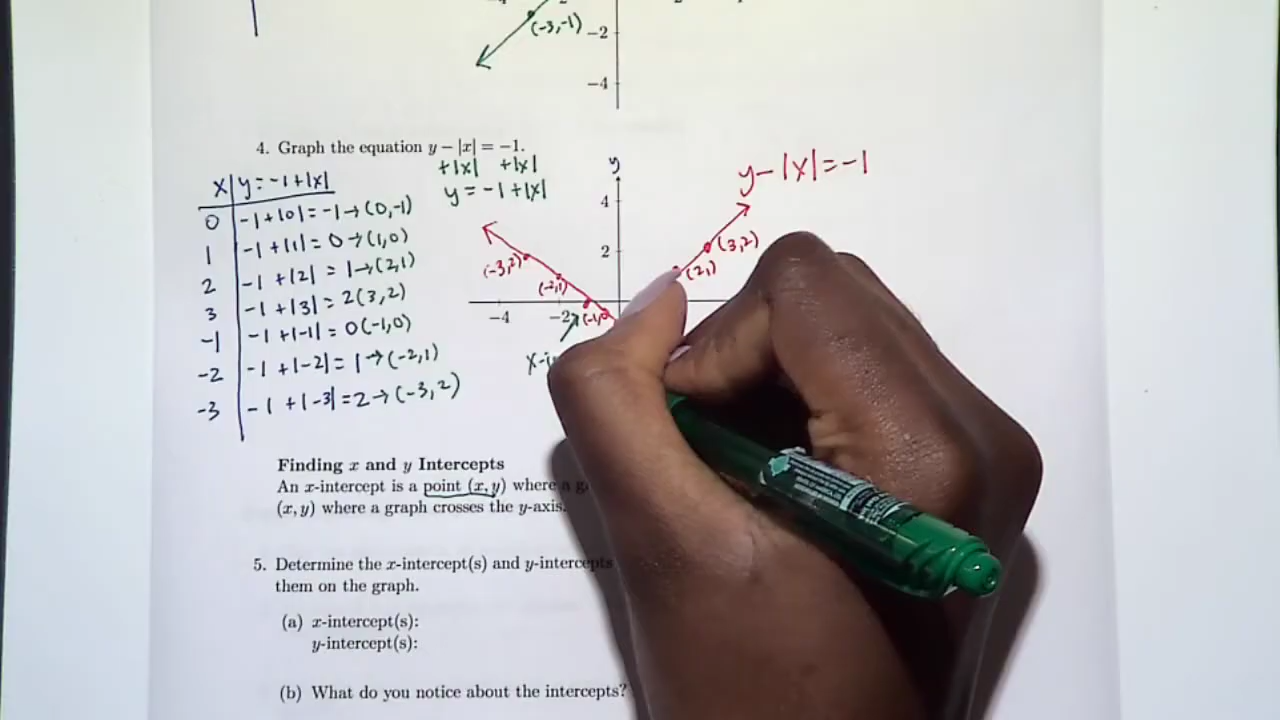 (-3,-1)
-2
-4
4. Graph the equation y − |x| = −1.
+|x| +|x|
y = -1 + |x|
x y = -1 + |x|
0 -1 + |0| = -1 → (0,-1)
1 -1 + |1| = 0 → (1,0)
2 -1 + |2| = 1 → (2,1)
3 -1 + |3| = 2 (3,2)
-1 -1 + |-1| = 0 (-1,0)
-2 -1 + |-2| = 1 → (-2,1)
-3 -1 + |-3| = 2 → (-3,2)
y
y - |x| = -1
4
2
(3,2)
(2,1)
(-3,2)
(-2,1)
(-1,0
−4
−2
Finding x and y Intercepts
An x-intercept is a point (x, y) where a
(x, y) where a graph crosses the y-axis.
5. Determine the x-intercept(s) and y-intercepts
them on the graph.
(a) x-intercept(s):
y-intercept(s):
(b) What do you notice about the intercepts?